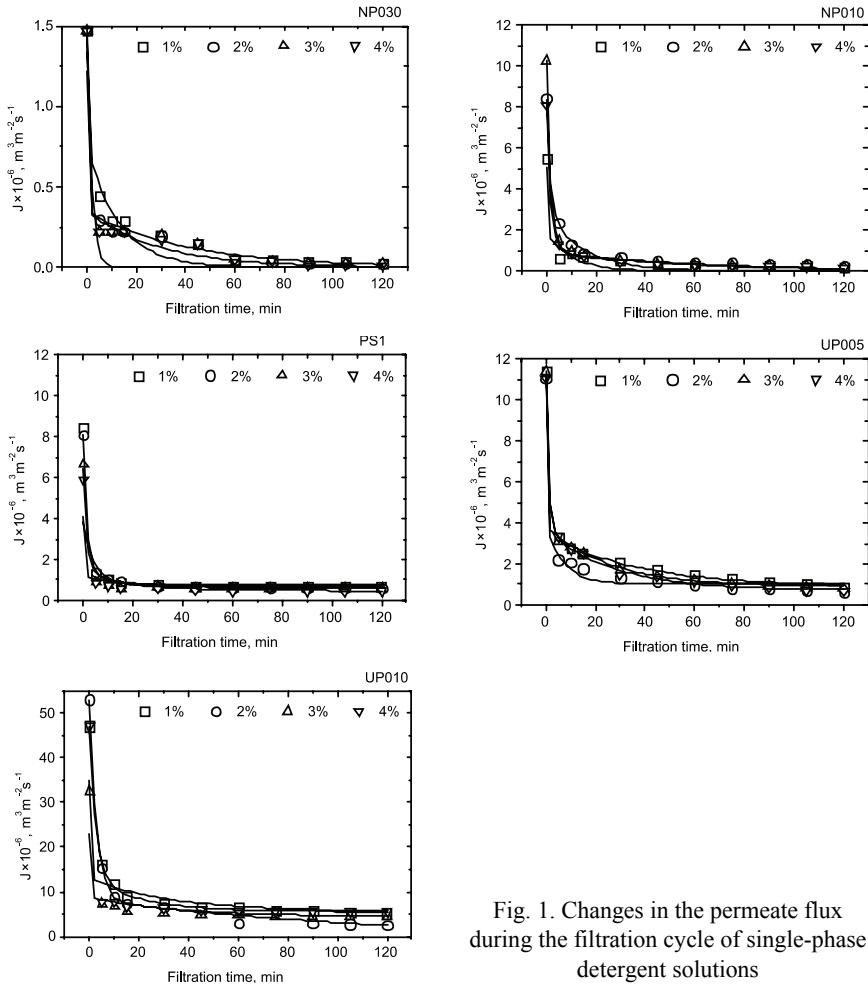 NP030
1.5
1.0
0.5
0.0
J×10⁻⁶, m³m⁻²s⁻¹
1% 2% 3% 4%
0 20 40 60 80 100 120
Filtration time, min
NP010
12
10
8
6
4
2
0
J×10⁻⁶, m³m⁻²s⁻¹
1% 2% 3% 4%
0 20 40 60 80 100 120
Filtration time, min
PS1
12
10
8
6
4
2
0
J×10⁻⁶, m³m⁻²s⁻¹
1% 2% 3% 4%
0 20 40 60 80 100 120
Filtration time, min
UP005
12
10
8
6
4
2
0
J×10⁻⁶, m³m⁻²s⁻¹
1% 2% 3% 4%
0 20 40 60 80 100 120
Filtration time, min
UP010
50
40
30
20
10
0
J×10⁻⁶, m³m⁻²s⁻¹
1% 2% 3% 4%
0 20 40 60 80 100 120
Filtration time, min
Fig. 1. Changes in the permeate flux
during the filtration cycle of single-phase
detergent solutions